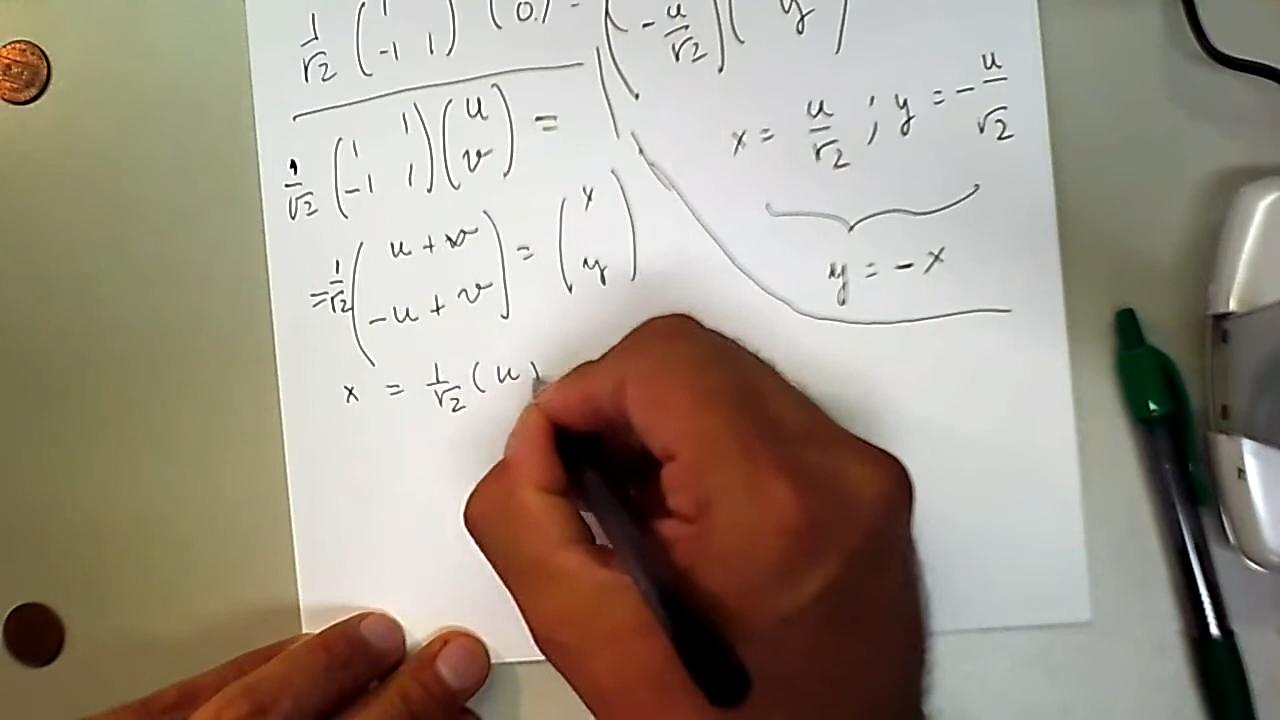 1/√2 ( 1 -1 1 ) ( 0 ) = ( -u/√2 ) ( y )
1/√2 ( 1 1 -1 1 ) ( u v ) =
= 1/√2 ( u + v -u + v ) = ( x y )
x = 1/√2 ( u
x = u/√2 ; y = -u/√2
y = -x